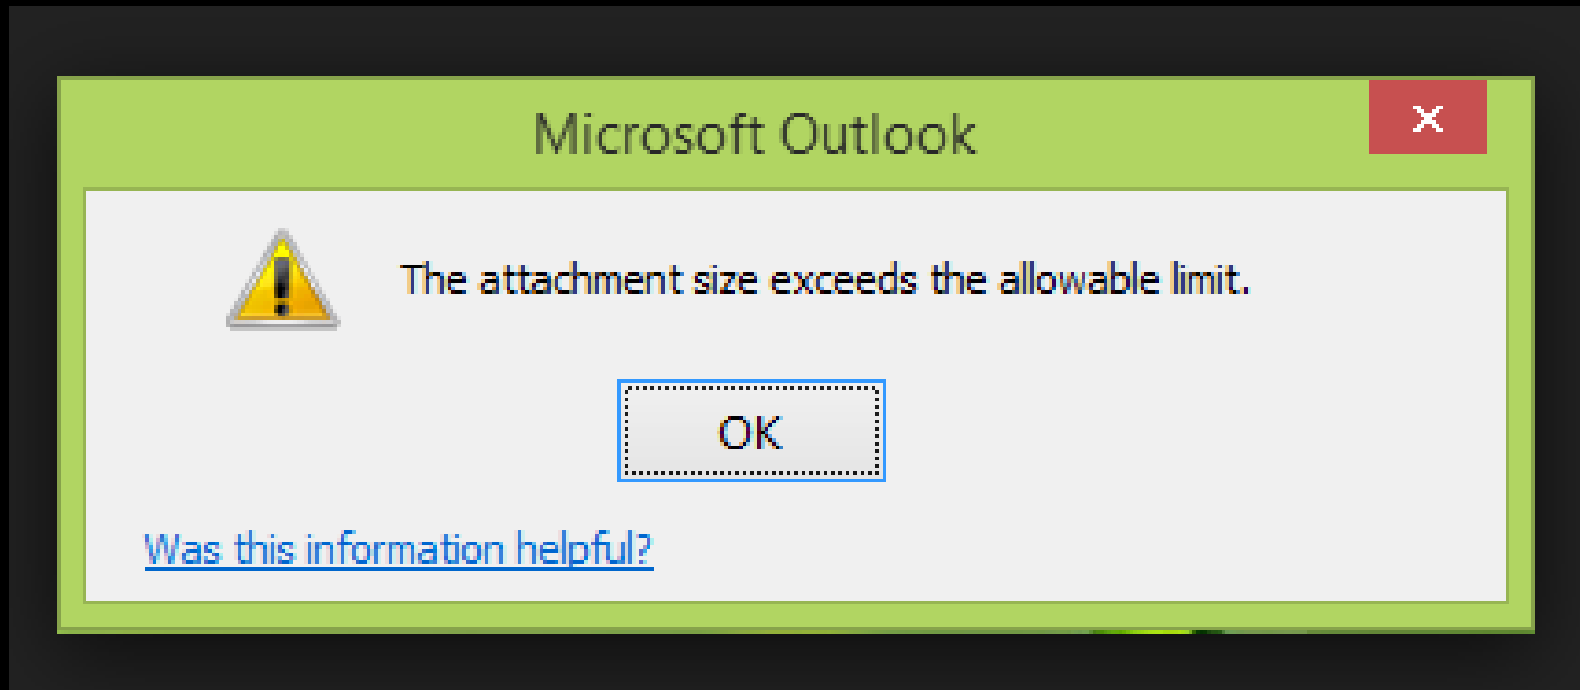 Microsoft Outlook
x
The attachment size exceeds the allowable limit.
OK
Was this information helpful?